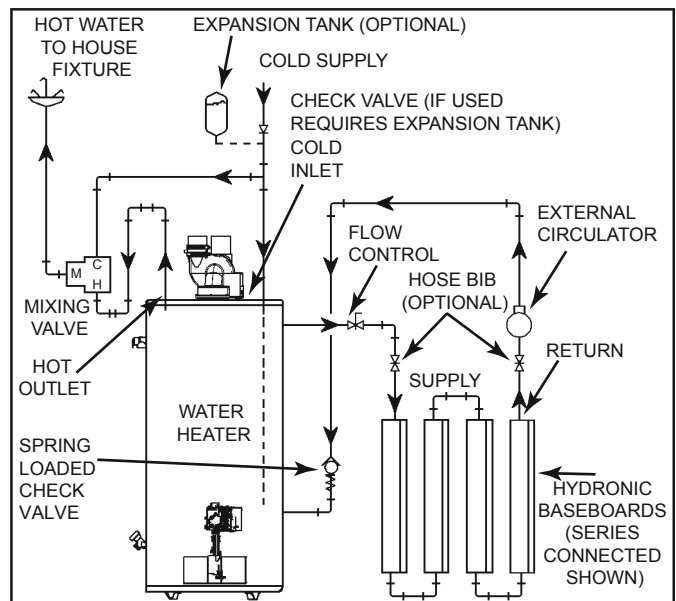 HOT WATER
TO HOUSE
FIXTURE
EXPANSION TANK (OPTIONAL)
COLD SUPPLY
CHECK VALVE (IF USED
REQUIRES EXPANSION TANK)
COLD
INLET
FLOW
CONTROL
EXTERNAL
CIRCULATOR
HOSE BIB
(OPTIONAL)
M
C
H
MIXING
VALVE
HOT
OUTLET
RETURN
SUPPLY
WATER
HEATER
SPRING
LOADED
CHECK
VALVE
HYDRONIC
BASEBOARDS
(SERIES
CONNECTED
SHOWN)